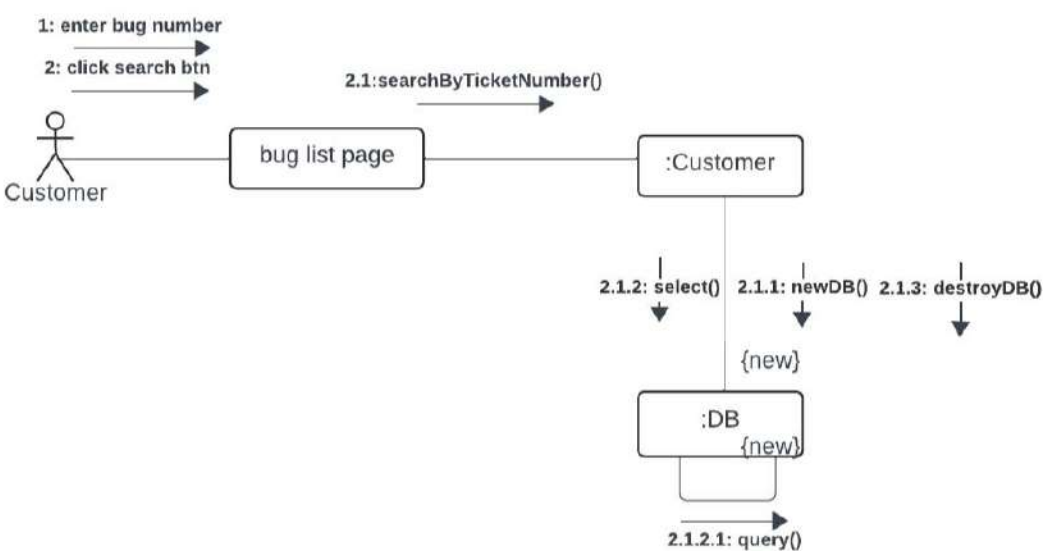 1: enter bug number
2: click search btn
2.1:searchByTicketNumber()
bug list page
:Customer
Customer
2.1.2: select() 2.1.1: newDB() 2.1.3: destroyDB()
{new}
:DB
{new}
2.1.2.1: query()